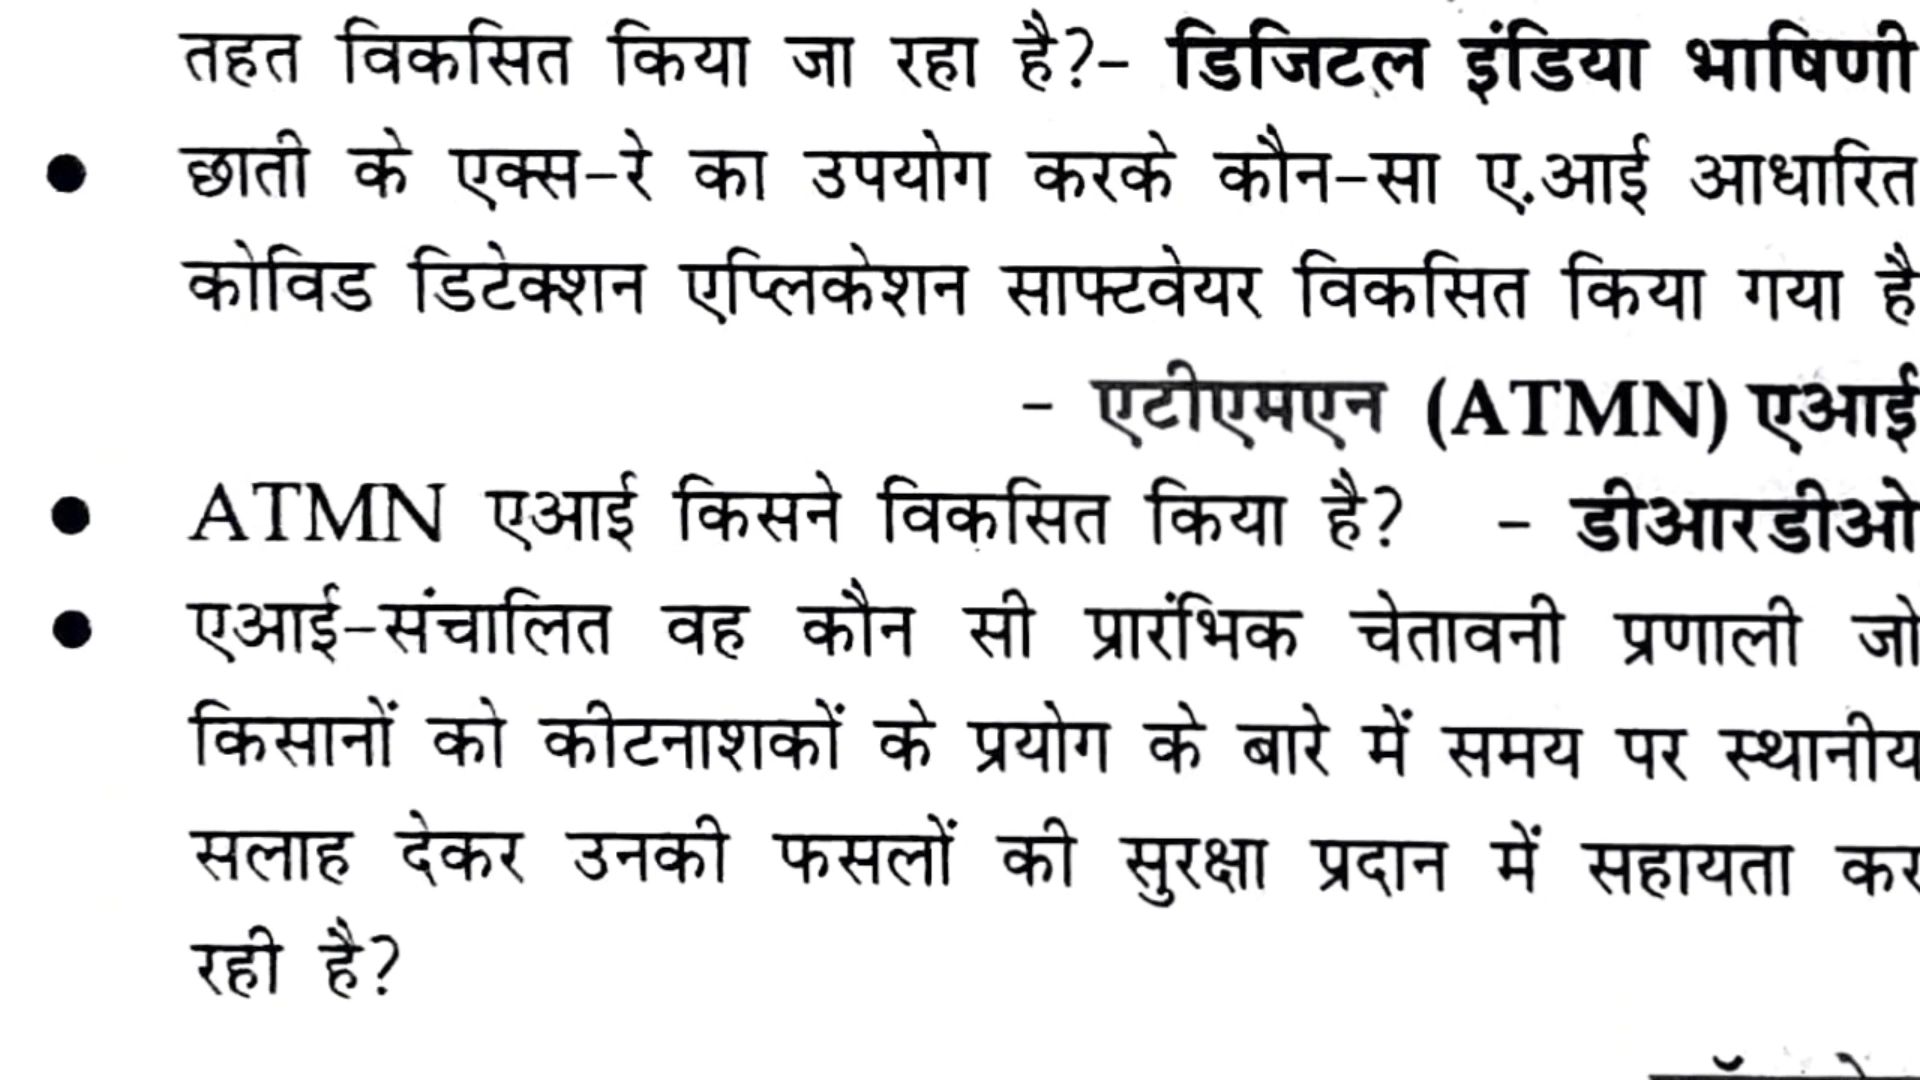 तहत विकसित किया जा रहा है?– डिजिटल इंडिया भाषिणी
● छाती के एक्स–रे का उपयोग करके कौन–सा ए.आई आधारित
कोविड डिटेक्शन एप्लिकेशन साफ्टवेयर विकसित किया गया है
– एटीएमएन (ATMN) एआई
● ATMN एआई किसने विकसित किया है? – डीआरडीओ
● एआई–संचालित वह कौन सी प्रारंभिक चेतावनी प्रणाली जो
किसानों को कीटनाशकों के प्रयोग के बारे में समय पर स्थानीय
सलाह देकर उनकी फसलों की सुरक्षा प्रदान में सहायता कर
रही है?